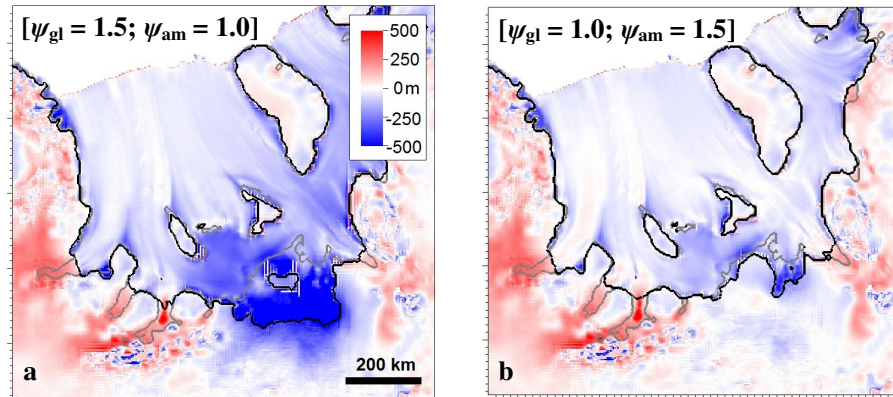 [ψgl = 1.5; ψam = 1.0]
500
250
0 m
-250
-500
a
200 km
[ψgl = 1.0; ψam = 1.5]
b